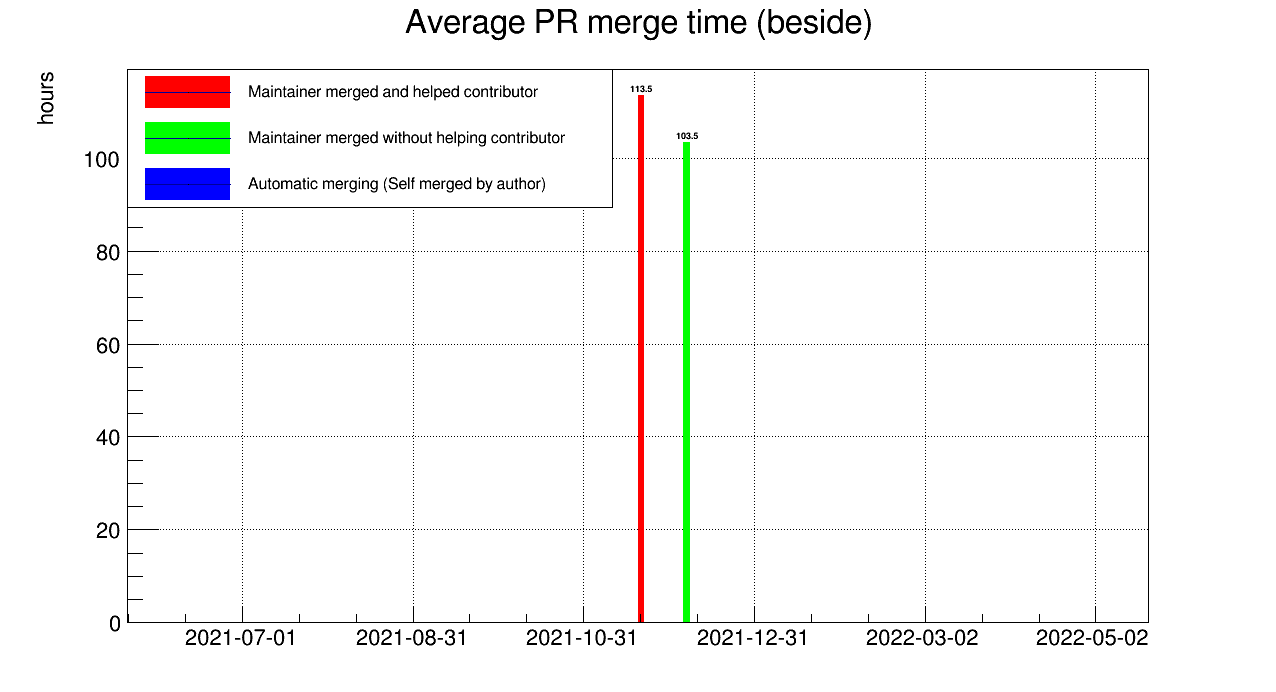 Average PR merge time (beside)
hours
Maintainer merged and helped contributor
Maintainer merged without helping contributor
Automatic merging (Self merged by author)
113.5
103.5
100
80
60
40
20
0
2021-07-01 2021-08-31 2021-10-31 2021-12-31 2022-03-02 2022-05-02